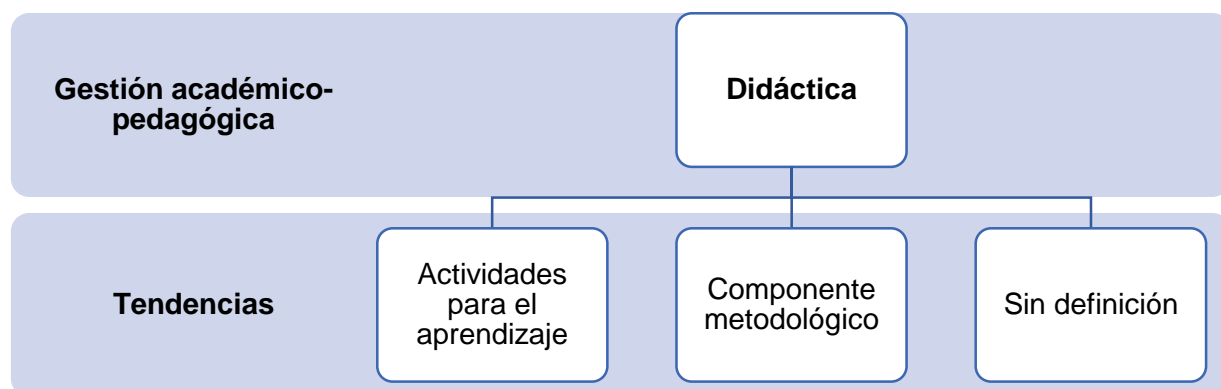 Gestión académico-
pedagógica
Didáctica
Tendencias
Actividades
para el
aprendizaje
Componente
metodológico
Sin definición